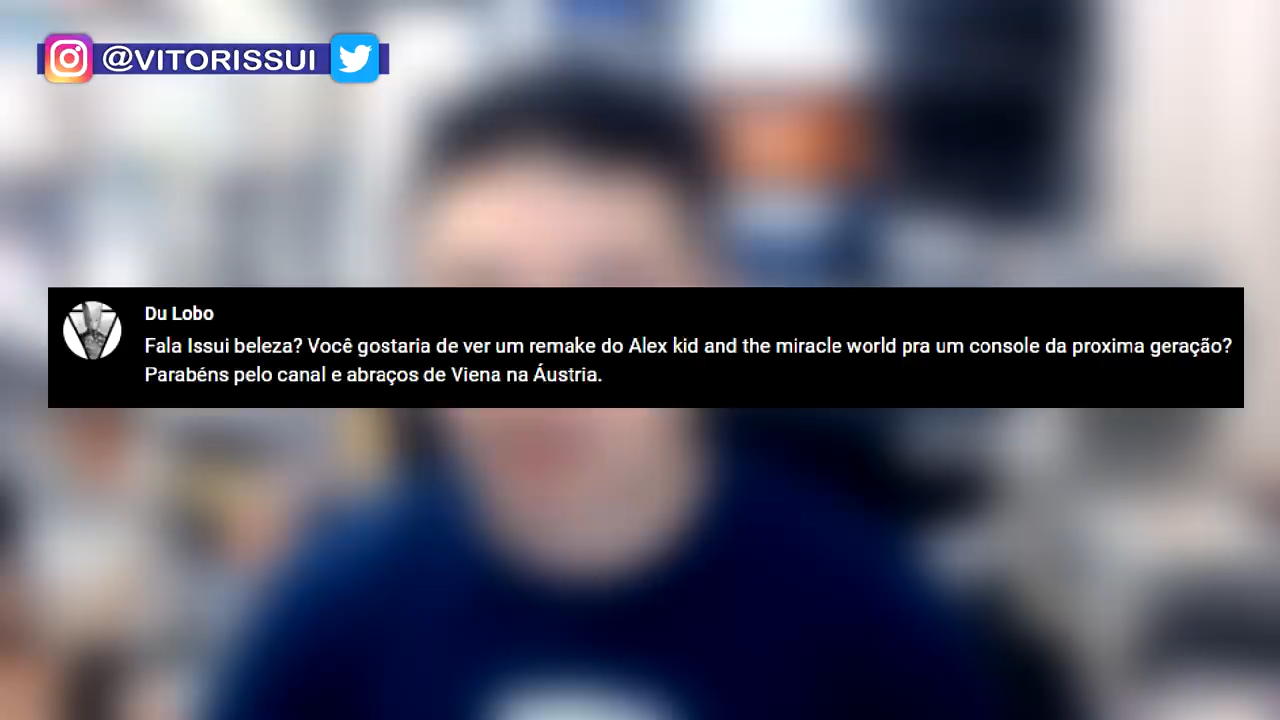 @VITORISSUI
Du Lobo
Fala Issui beleza? Você gostaria de ver um remake do Alex kid and the miracle world pra um console da proxima geração?
Parabéns pelo canal e abraços de Viena na Áustria.